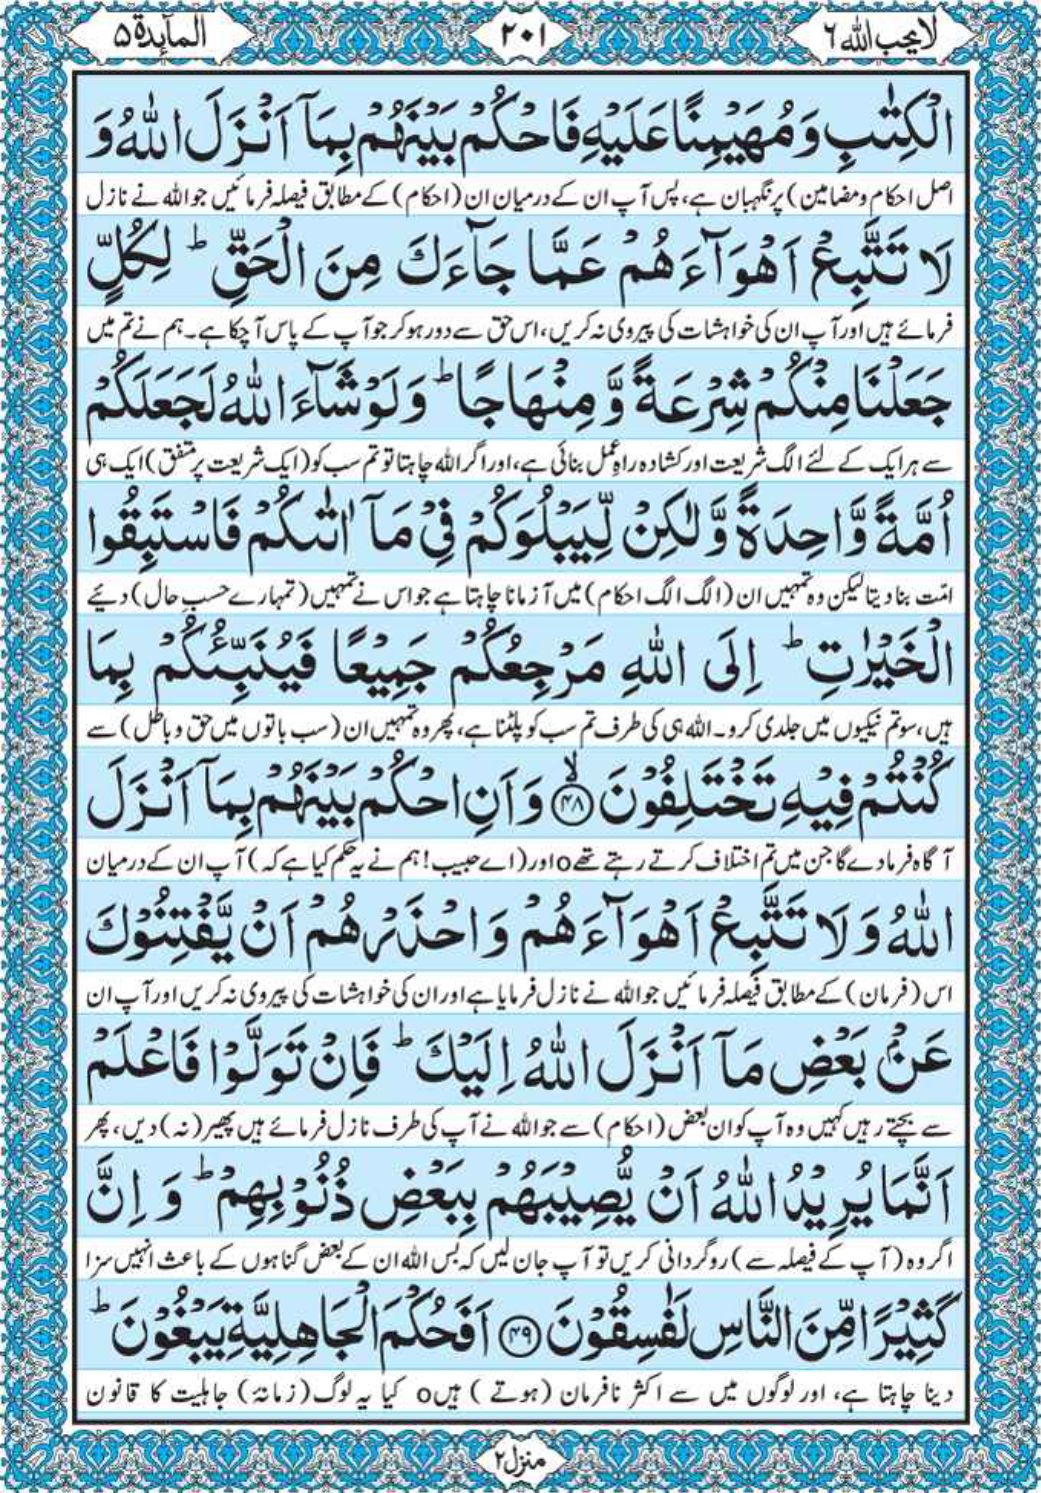 لا یحب اللہ ۶
۲۰۱
المآئدۃ ۵
الْكِتٰبِ وَمُهَيْمِنًا عَلَيْهِ فَاحْكُمْ بَيْنَهُمْ بِمَآ اَنْزَلَ اللّٰهُ وَ
اصل احکام و مضامین) پر نگہبان ہے، پس آپ ان کے درمیان ان (احکام) کے مطابق فیصلہ فرمائیں جو اللہ نے نازل
لَا تَتَّبِعْ اَهْوَآءَهُمْ عَمَّا جَآءَكَ مِنَ الْحَقِّ ؕ لِكُلٍّ
فرمائے ہیں اور آپ ان کی خواہشات کی پیروی نہ کریں، اس حق سے دور ہو کر جو آپ کے پاس آ چکا ہے۔ ہم نے تم میں
جَعَلْنَا مِنْكُمْ شِرْعَةً وَّ مِنْهَاجًا ؕ وَلَوْ شَآءَ اللّٰهُ لَجَعَلَكُمْ
سے ہر ایک کے لئے الگ شریعت اور کشادہ راہِ عمل بنائی ہے، اور اگر اللہ چاہتا تو تم سب کو (ایک شریعت پر متفق) ایک ہی
اُمَّةً وَّاحِدَةً وَّلٰكِنْ لِّيَبْلُوَكُمْ فِيْ مَآ اٰتٰىكُمْ فَاسْتَبِقُوا
امّت بنا دیتا لیکن وہ تمہیں ان (الگ الگ احکام) میں آزمانا چاہتا ہے جو اس نے تمہیں (تمہارے حسبِ حال) دیئے
الْخَيْرٰتِ ؕ اِلَى اللّٰهِ مَرْجِعُكُمْ جَمِيْعًا فَيُنَبِّئُكُمْ بِمَا
ہیں، سو تم نیکیوں میں جلدی کرو۔ اللہ ہی کی طرف تم سب کو پلٹنا ہے، پھر وہ تمہیں ان (سب باتوں میں حق و باطل) سے
كُنْتُمْ فِيْهِ تَخْتَلِفُوْنَ ۙ﴿۴۸﴾ وَ اَنِ احْكُمْ بَيْنَهُمْ بِمَآ اَنْزَلَ
آگاہ فرما دے گا جن میں تم اختلاف کرتے رہتے تھےo اور (اے حبیب! ہم نے یہ حکم کیا ہے کہ) آپ ان کے درمیان
اللّٰهُ وَلَا تَتَّبِعْ اَهْوَآءَهُمْ وَ احْذَرْهُمْ اَنْ يَّفْتِنُوْكَ
اس (فرمان) کے مطابق فیصلہ فرمائیں جو اللہ نے نازل فرمایا ہے اور ان کی خواہشات کی پیروی نہ کریں اور آپ ان
عَنْۢ بَعْضِ مَآ اَنْزَلَ اللّٰهُ اِلَيْكَ ؕ فَاِنْ تَوَلَّوْا فَاعْلَمْ
سے بچتے رہیں کہیں وہ آپ کو ان بعض (احکام) سے جو اللہ نے آپ کی طرف نازل فرمائے ہیں پھیر (نہ) دیں، پھر
اَنَّمَا يُرِيْدُ اللّٰهُ اَنْ يُّصِيْبَهُمْ بِبَعْضِ ذُنُوْبِهِمْ ؕ وَ اِنَّ
اگر وہ (آپ کے فیصلہ سے) روگردانی کریں تو آپ جان لیں کہ بس اللہ ان کے بعض گناہوں کے باعث انہیں سزا
كَثِيْرًا مِّنَ النَّاسِ لَفٰسِقُوْنَ ﴿۴۹﴾ اَفَحُكْمَ الْجَاهِلِيَّةِ يَبْغُوْنَ ؕ
دینا چاہتا ہے، اور لوگوں میں سے اکثر نافرمان (ہوتے) ہیںo کیا یہ لوگ (زمانۂ) جاہلیت کا قانون
منزل ۲